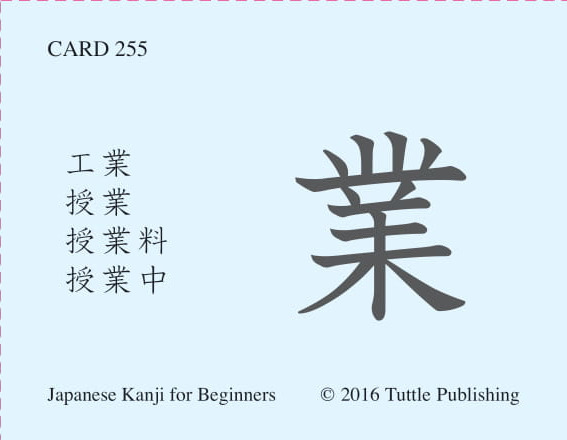 CARD 255
工業
授業
授業料
授業中
業
Japanese Kanji for Beginners © 2016 Tuttle Publishing